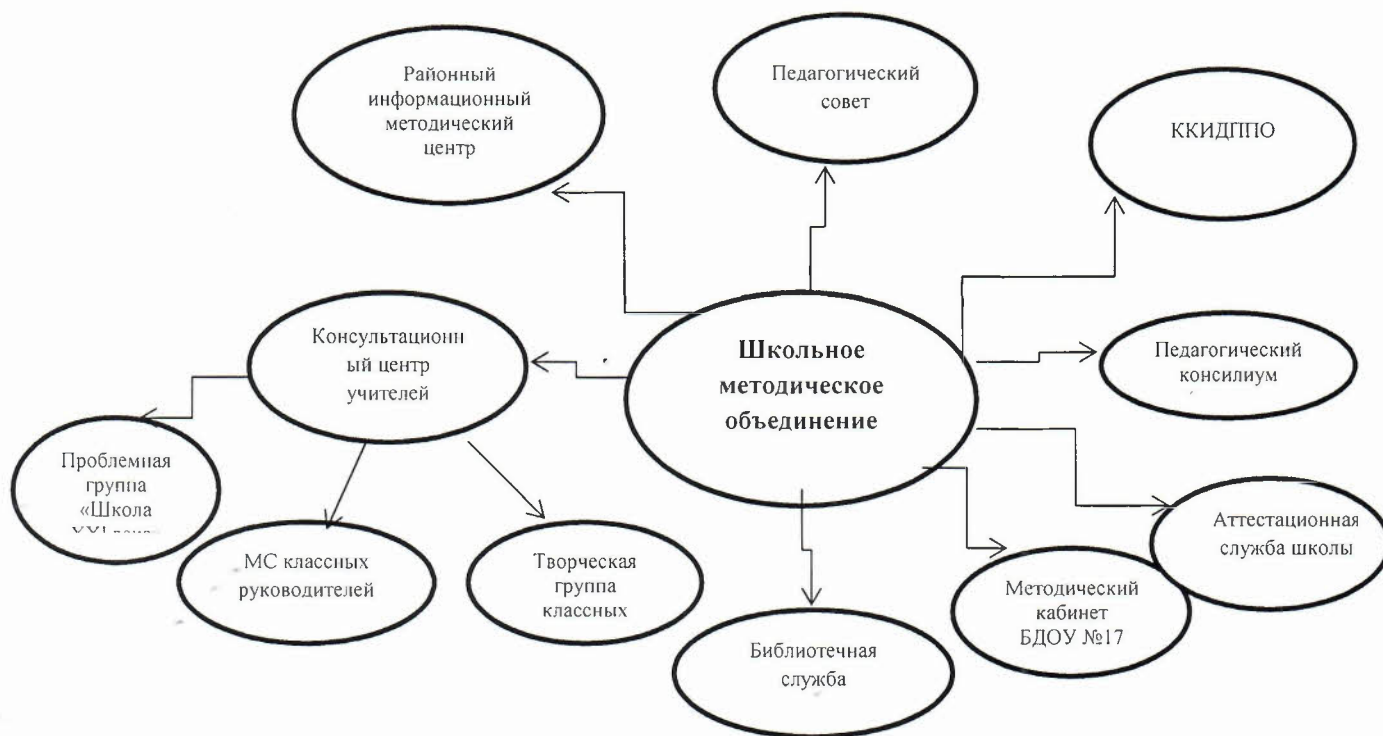 Районный
информационный
методический
центр
Педагогический
совет
ККИДППО
Консультационн
ый центр
учителей
Школьное
методическое
объединение
Педагогический
консилиум
Проблемная
группа
«Школа
МС классных
руководителей
Творческая
группа
классных
Библиотечная
служба
Методический
кабинет
БДОУ №17
Аттестационная
служба школы